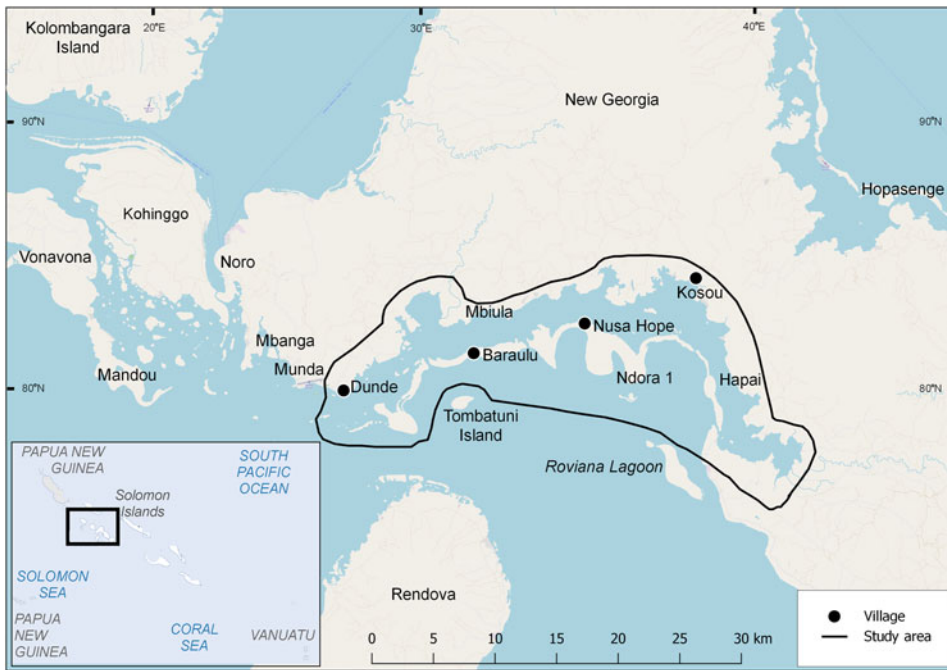 20°E
30°E
40°E
Kolombangara
Island
New Georgia
90°N
90°N
Hopasenge
Kohinggo
Vonavona
Noro
Kosou
Mbiula
Nusa Hope
Mbanga
Baraulu
Munda
Mandou
Dunde
Ndora 1
Hapai
80°N
80°N
Tombatuni
Island
Roviana Lagoon
PAPUA NEW
GUINEA
SOUTH
PACIFIC
OCEAN
Solomon
Islands
SOLOMON
SEA
PAPUA
NEW
GUINEA
CORAL
SEA
VANUATU
Rendova
0 5 10 15 20 25 30 km
Village
Study area